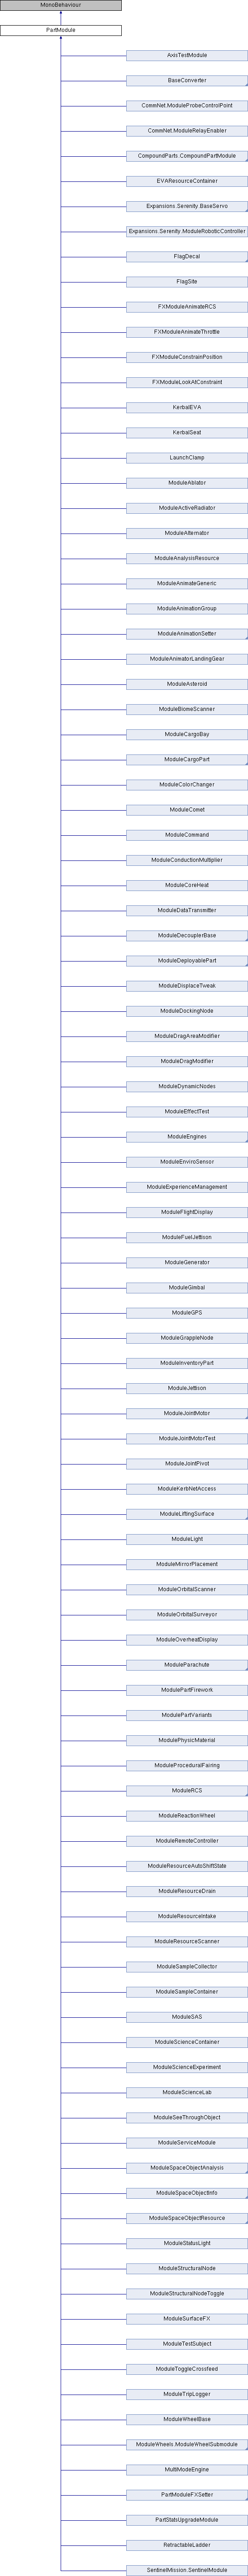 MonoBehaviour
PartModule
AxisTestModule
BaseConverter
CommNet.ModuleProbeControlPoint
CommNet.ModuleRelayEnabler
CompoundParts.CompoundPartModule
EVAResourceContainer
Expansions.Serenity.BaseServo
Expansions.Serenity.ModuleRoboticController
FlagDecal
FlagSite
FXModuleAnimateRCS
FXModuleAnimateThrottle
FXModuleConstrainPosition
FXModuleLookAtConstraint
KerbalEVA
KerbalSeat
LaunchClamp
ModuleAblator
ModuleActiveRadiator
ModuleAlternator
ModuleAnalysisResource
ModuleAnimateGeneric
ModuleAnimationGroup
ModuleAnimationSetter
ModuleAnimatorLandingGear
ModuleAsteroid
ModuleBiomeScanner
ModuleCargoBay
ModuleCargoPart
ModuleColorChanger
ModuleComet
ModuleCommand
ModuleConductionMultiplier
ModuleCoreHeat
ModuleDataTransmitter
ModuleDecouplerBase
ModuleDeployablePart
ModuleDisplaceTweak
ModuleDockingNode
ModuleDragAreaModifier
ModuleDragModifier
ModuleDynamicNodes
ModuleEffectTest
ModuleEngines
ModuleEnviroSensor
ModuleExperienceManagement
ModuleFlightDisplay
ModuleFuelJettison
ModuleGenerator
ModuleGimbal
ModuleGPS
ModuleGrappleNode
ModuleInventoryPart
ModuleJettison
ModuleJointMotor
ModuleJointMotorTest
ModuleJointPivot
ModuleKerbNetAccess
ModuleLiftingSurface
ModuleLight
ModuleMirrorPlacement
ModuleOrbitalScanner
ModuleOrbitalSurveyor
ModuleOverheatDisplay
ModuleParachute
ModulePartFirework
ModulePartVariants
ModulePhysicMaterial
ModuleProceduralFairing
ModuleRCS
ModuleReactionWheel
ModuleRemoteController
ModuleResourceAutoShiftState
ModuleResourceDrain
ModuleResourceIntake
ModuleResourceScanner
ModuleSampleCollector
ModuleSampleContainer
ModuleSAS
ModuleScienceContainer
ModuleScienceExperiment
ModuleScienceLab
ModuleSeeThroughObject
ModuleServiceModule
ModuleSpaceObjectAnalysis
ModuleSpaceObjectInfo
ModuleSpaceObjectResource
ModuleStatusLight
ModuleStructuralNode
ModuleStructuralNodeToggle
ModuleSurfaceFX
ModuleTestSubject
ModuleToggleCrossfeed
ModuleTripLogger
ModuleWheelBase
ModuleWheels.ModuleWheelSubmodule
MultiModeEngine
PartModuleFXSetter
PartStatsUpgradeModule
RetractableLadder
SentinelMission.SentinelModule